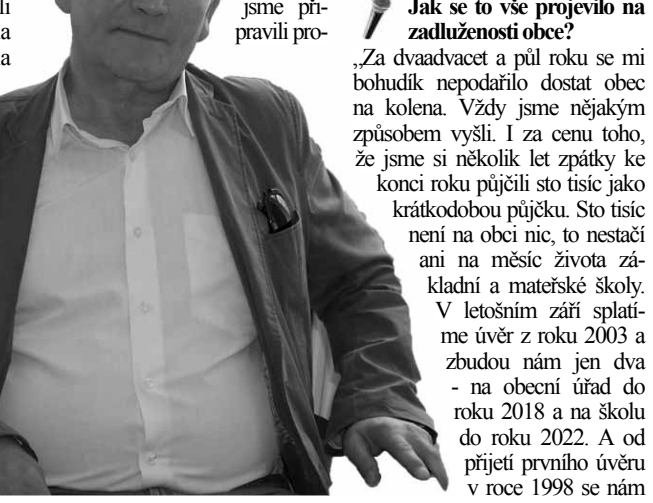 li
a
a
jsme při-
pravili pro-
Jak se to vše projevilo na
zadluženosti obce?
„Za dvaadvacet a půl roku se mi
bohudík nepodařilo dostat obec
na kolena. Vždy jsme nějakým
způsobem vyšli. I za cenu toho,
že jsme si několik let zpátky ke
konci roku půjčili sto tisíc jako
krátkodobou půjčku. Sto tisíc
není na obci nic, to nestačí
ani na měsíc života zá-
kladní a mateřské školy.
V letošním září splatí-
me úvěr z roku 2003 a
zbudou nám jen dva
- na obecní úřad do
roku 2018 a na školu
do roku 2022. A od
přijetí prvního úvěru
v roce 1998 se nám